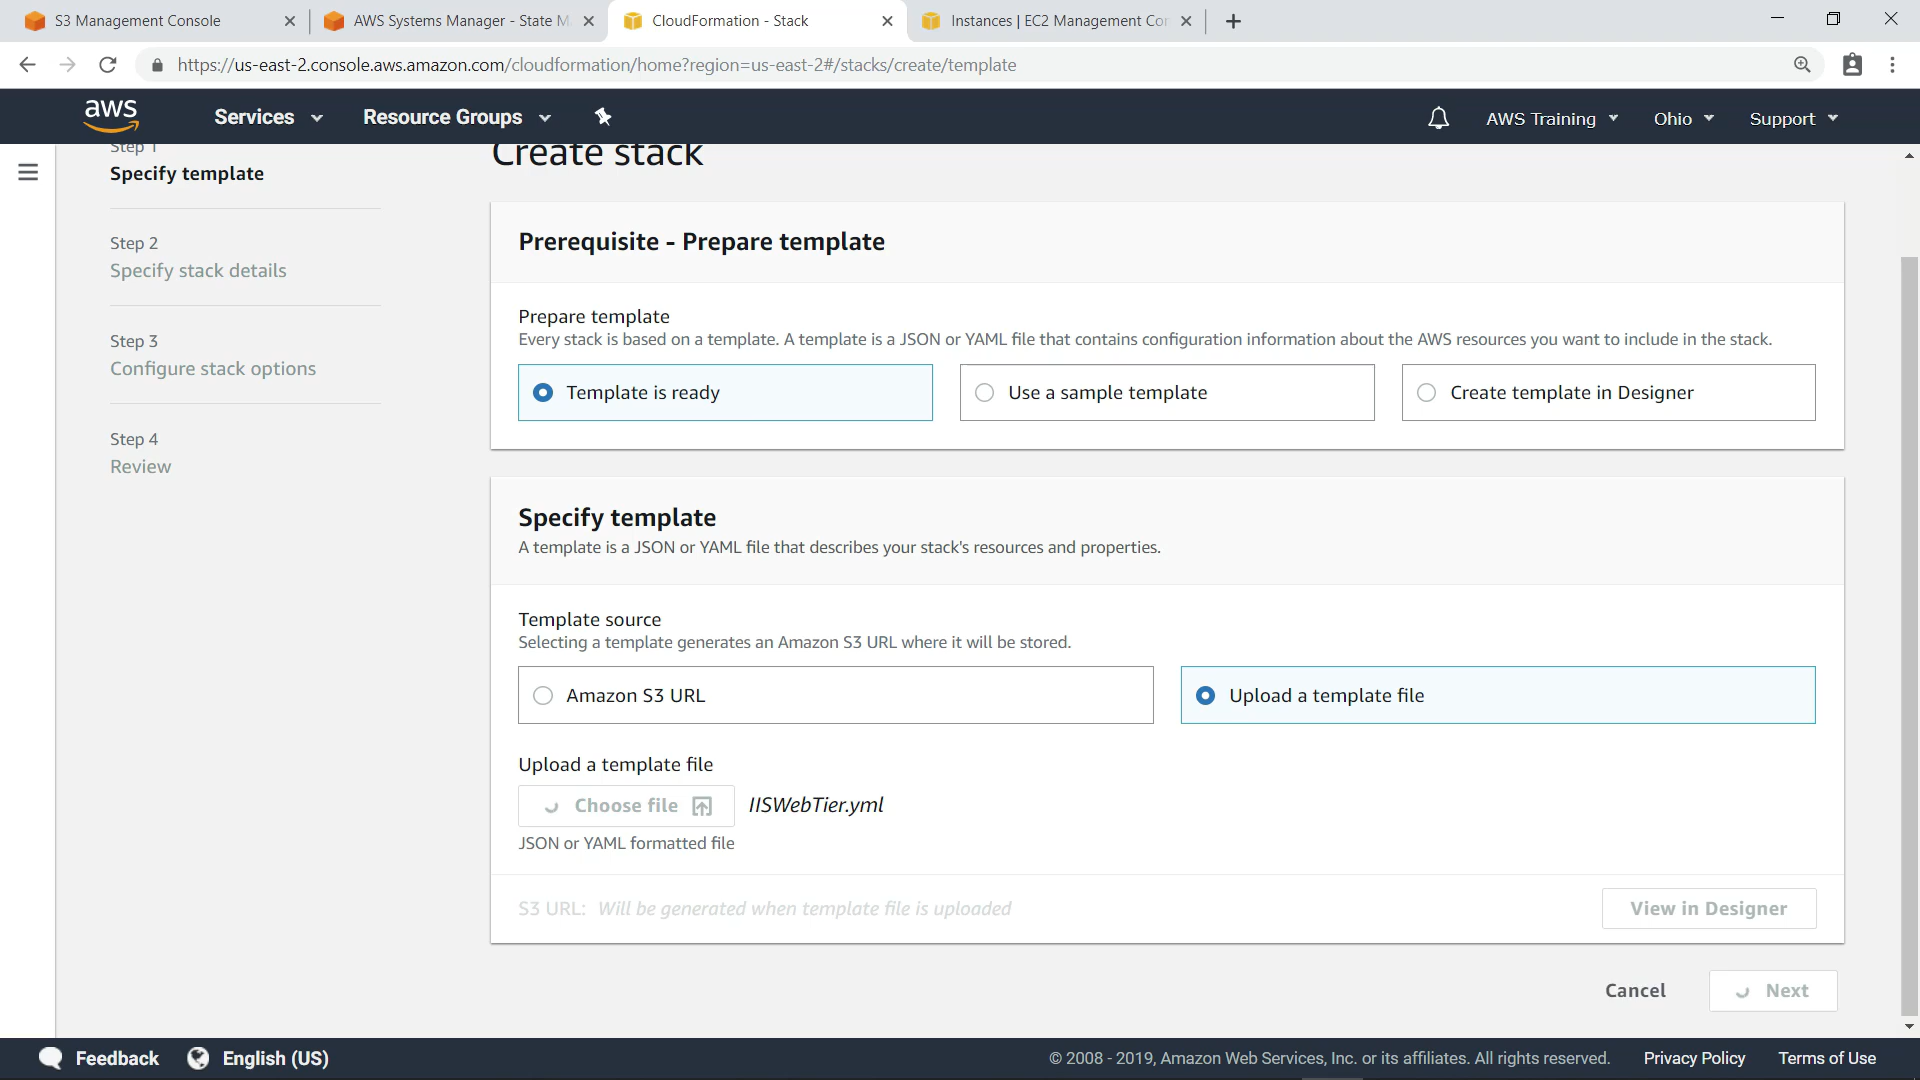 S3 Management Console
AWS Systems Manager - State M
CloudFormation - Stack
Instances | EC2 Management Con
https://us-east-2.console.aws.amazon.com/cloudformation/home?region=us-east-2#/stacks/create/template
aws
Services
Resource Groups
AWS Training
Ohio
Support
Step 1
Specify template
Step 2
Specify stack details
Step 3
Configure stack options
Step 4
Review
Create stack
Prerequisite - Prepare template
Prepare template
Every stack is based on a template. A template is a JSON or YAML file that contains configuration information about the AWS resources you want to include in the stack.
Template is ready
Use a sample template
Create template in Designer
Specify template
A template is a JSON or YAML file that describes your stack's resources and properties.
Template source
Selecting a template generates an Amazon S3 URL where it will be stored.
Amazon S3 URL
Upload a template file
Upload a template file
Choose file
IISWebTier.yml
JSON or YAML formatted file
S3 URL: Will be generated when template file is uploaded
View in Designer
Cancel
Next
Feedback
English (US)
© 2008 - 2019, Amazon Web Services, Inc. or its affiliates. All rights reserved.
Privacy Policy
Terms of Use